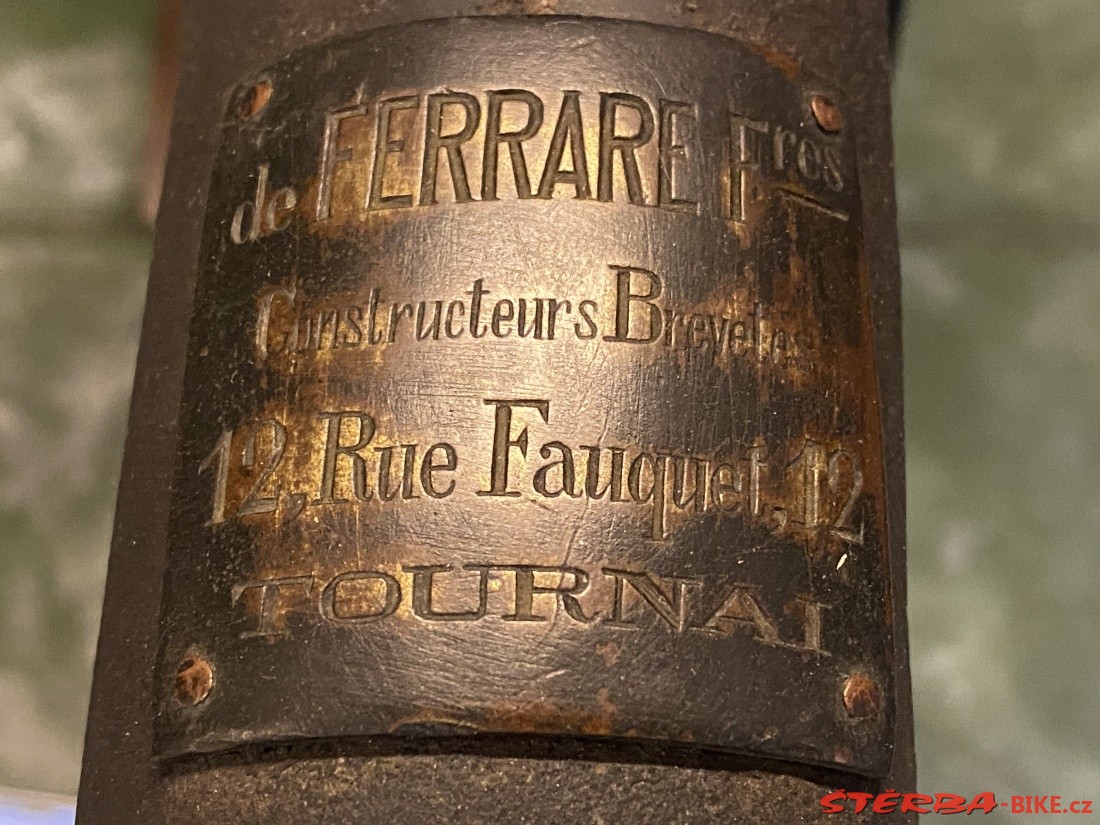 de FERRARE Fres
Constructeurs Brevetés
12, Rue Fauquet, 12
TOURNAI
ŠTĚRBA-BIKE.cz